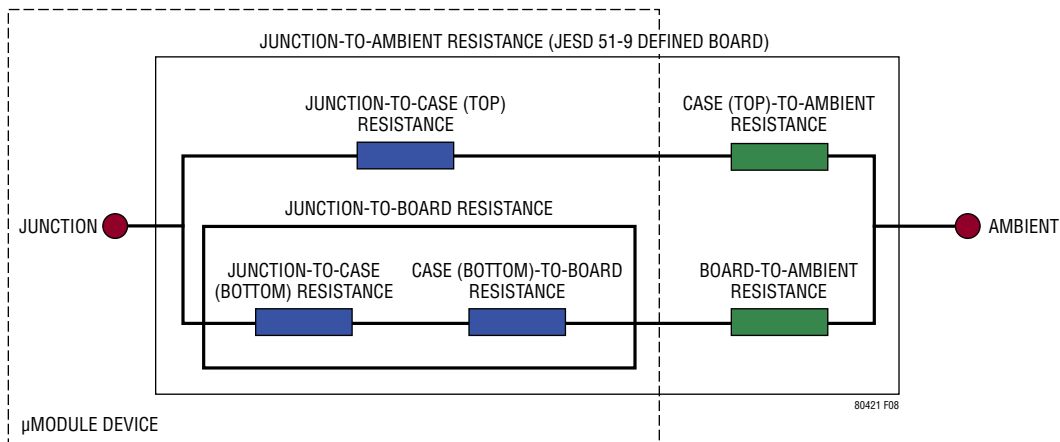 JUNCTION-TO-AMBIENT RESISTANCE (JESD 51-9 DEFINED BOARD)
JUNCTION-TO-CASE (TOP)
RESISTANCE
CASE (TOP)-TO-AMBIENT
RESISTANCE
JUNCTION-TO-BOARD RESISTANCE
JUNCTION
AMBIENT
JUNCTION-TO-CASE
(BOTTOM) RESISTANCE
CASE (BOTTOM)-TO-BOARD
RESISTANCE
BOARD-TO-AMBIENT
RESISTANCE
80421 F08
µMODULE DEVICE